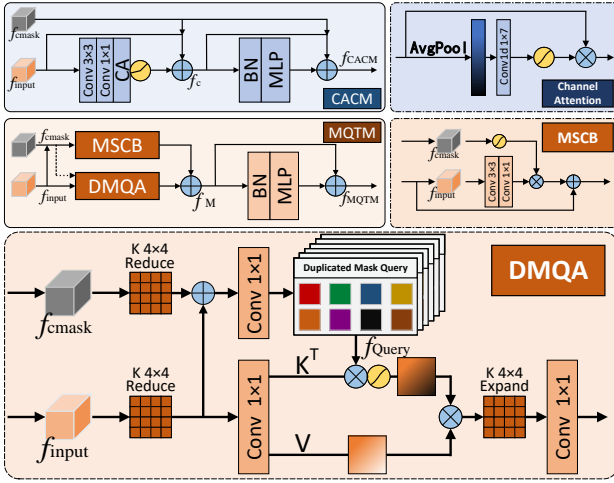 fcmask
finput
Conv 3×3
Conv 1×1
CA
fc
BN
MLP
fCACM
CACM
AvgPool
Conv1d 1×7
Channel
Attention
fcmask
finput
MSCB
DMQA
fM
BN
MLP
fMQTM
MQTM
fcmask
finput
Conv 3×3
Conv 1×1
MSCB
K 4×4
Reduce
fcmask
Conv 1×1
Duplicated Mask Query
fQuery
DMQA
K 4×4
Reduce
finput
Conv 1×1
K^T
V
K 4×4
Expand
Conv 1×1